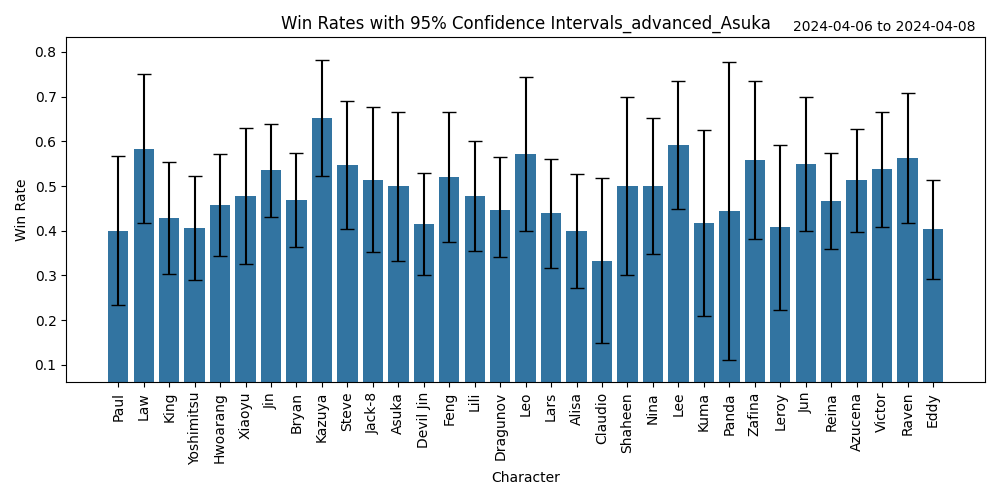 Win Rates with 95% Confidence Intervals_advanced_Asuka
2024-04-06 to 2024-04-08
Win Rate
0.8
0.7
0.6
0.5
0.4
0.3
0.2
0.1
Paul
Law
King
Yoshimitsu
Hwoarang
Xiaoyu
Jin
Bryan
Kazuya
Steve
Jack-8
Asuka
Devil Jin
Feng
Lili
Dragunov
Leo
Lars
Alisa
Claudio
Shaheen
Nina
Lee
Kuma
Panda
Zafina
Leroy
Jun
Reina
Azucena
Victor
Raven
Eddy
Character